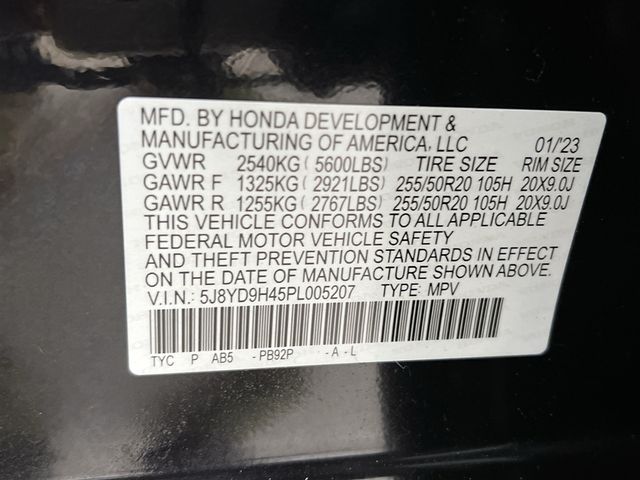 MFD. BY HONDA DEVELOPMENT &
MANUFACTURING OF AMERICA, LLC 01/'23
GVWR 2540KG ( 5600LBS) TIRE SIZE RIM SIZE
GAWR F 1325KG ( 2921LBS) 255/50R20 105H 20X9.0J
GAWR R 1255KG ( 2767LBS) 255/50R20 105H 20X9.0J
THIS VEHICLE CONFORMS TO ALL APPLICABLE
FEDERAL MOTOR VEHICLE SAFETY
AND THEFT PREVENTION STANDARDS IN EFFECT
ON THE DATE OF MANUFACTURE SHOWN ABOVE.
V.I.N.: 5J8YD9H45PL005207 TYPE: MPV
TYC P AB5 - PB92P - A - L